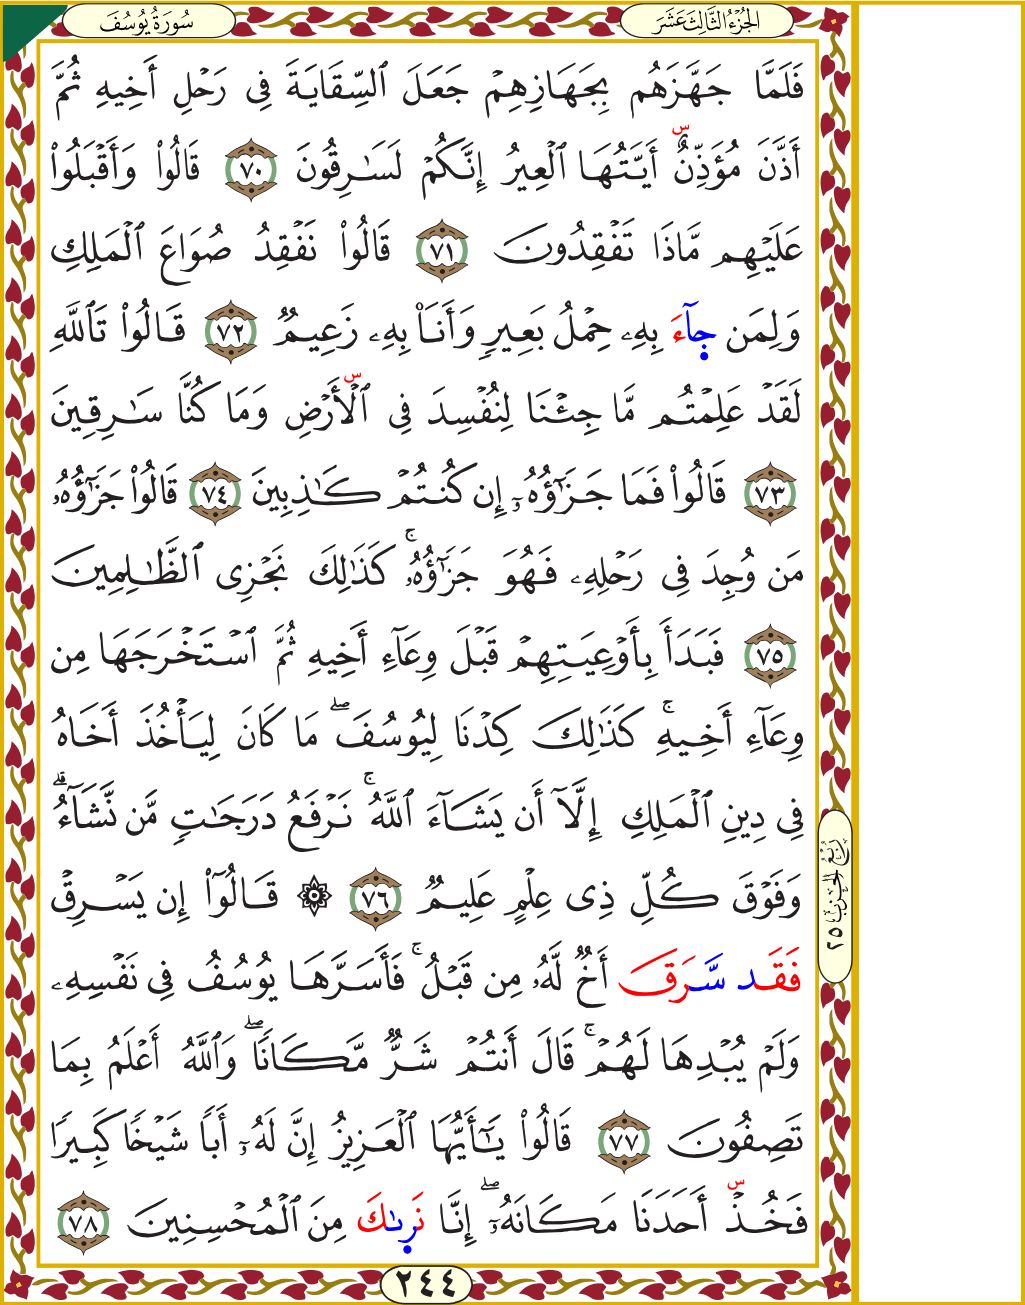 سُورَةُ يُوسُفَ
الجُزْءُ الثَّالِثَ عَشَرَ
فَلَمَّا جَهَّزَهُم بِجَهَازِهِمْ جَعَلَ ٱلسِّقَايَةَ فِى رَحْلِ أَخِيهِ ثُمَّ
أَذَّنَ مُؤَذِّنٌ أَيَّتُهَا ٱلْعِيرُ إِنَّكُمْ لَسَـٰرِقُونَ ٧٠ قَالُوا۟ وَأَقْبَلُوا۟
عَلَيْهِم مَّاذَا تَفْقِدُونَ ٧١ قَالُوا۟ نَفْقِدُ صُوَاعَ ٱلْمَلِكِ
وَلِمَن جَآءَ بِهِۦ حِمْلُ بَعِيرٍ وَأَنَا۠ بِهِۦ زَعِيمٌ ٧٢ قَالُوا۟ تَٱللَّهِ
لَقَدْ عَلِمْتُم مَّا جِئْنَا لِنُفْسِدَ فِى ٱلْأَرْضِ وَمَا كُنَّا سَـٰرِقِينَ
٧٣ قَالُوا۟ فَمَا جَزَٰٓؤُهُۥٓ إِن كُنتُمْ كَـٰذِبِينَ ٧٤ قَالُوا۟ جَزَٰٓؤُهُۥ
مَن وُجِدَ فِى رَحْلِهِۦ فَهُوَ جَزَٰٓؤُهُۥ ۚ كَذَٰلِكَ نَجْزِى ٱلظَّـٰلِمِينَ
٧٥ فَبَدَأَ بِأَوْعِيَتِهِمْ قَبْلَ وِعَآءِ أَخِيهِ ثُمَّ ٱسْتَخْرَجَهَا مِن
وِعَآءِ أَخِيهِ ۚ كَذَٰلِكَ كِدْنَا لِيُوسُفَ ۖ مَا كَانَ لِيَأْخُذَ أَخَاهُ
فِى دِينِ ٱلْمَلِكِ إِلَّآ أَن يَشَآءَ ٱللَّهُ ۚ نَرْفَعُ دَرَجَـٰتِ مَّن نَّشَآءُ ۗ
وَفَوْقَ كُلِّ ذِى عِلْمٍ عَلِيمٌ ٧٦ ۞ قَالُوٓا۟ إِن يَسْرِقْ
فَقَد سَّرَقَ أَخٌ لَّهُۥ مِن قَبْلُ ۚ فَأَسَرَّهَا يُوسُفُ فِى نَفْسِهِۦ
وَلَمْ يُبْدِهَا لَهُمْ ۚ قَالَ أَنتُمْ شَرٌّ مَّكَانًا ۖ وَٱللَّهُ أَعْلَمُ بِمَا
تَصِفُونَ ٧٧ قَالُوا۟ يَـٰٓأَيُّهَا ٱلْعَزِيزُ إِنَّ لَهُۥٓ أَبًا شَيْخًا كَبِيرًا
فَخُذْ أَحَدَنَا مَكَانَهُۥٓ ۖ إِنَّا نَرَىٰكَ مِنَ ٱلْمُحْسِنِينَ ٧٨
رُبْعُ الحِزْبِ ٢٥
٢٤٤